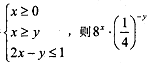 x ≥ 0
x ≥ y
2x - y ≤ 1
，则8^x · (1/4)^{-y}